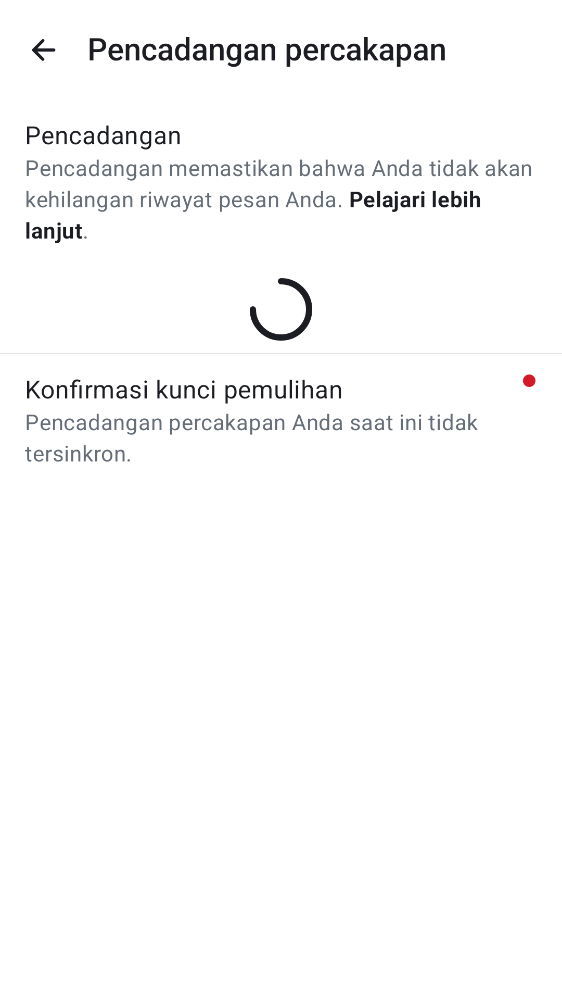 Pencadangan percakapan
Pencadangan
Pencadangan memastikan bahwa Anda tidak akan
kehilangan riwayat pesan Anda. Pelajari lebih
lanjut.
Konfirmasi kunci pemulihan
Pencadangan percakapan Anda saat ini tidak
tersinkron.